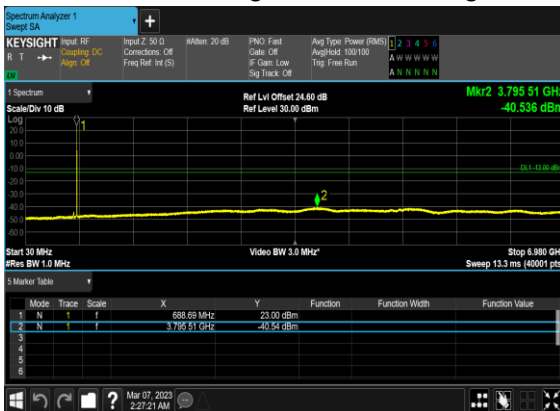 Spectrum Analyzer 1
Swept SA
+
KEYSIGHT
R T
LV
Input: RF
Coupling: DC
Align: Off
Input Z: 50 Ω
Corrections: Off
Freq Ref: Int (S)
#Atten: 20 dB
PNO: Fast
Gate: Off
IF Gain: Low
Sig Track: Off
Avg Type: Power (RMS)
Avg|Hold: 100/100
Trig: Free Run
1 2 3 4 5 6
A W W W W W
A N N N N N
1 Spectrum
Scale/Div 10 dB
Ref Lvl Offset 24.60 dB
Ref Level 30.00 dBm
Mkr2 3.795 51 GHz
-40.536 dBm
Log
20.0
10.0
0.00
-10.0
-20.0
-30.0
-40.0
-50.0
-60.0
1
2
DL1 -13.00 dBm
Start 30 MHz
#Res BW 1.0 MHz
Video BW 3.0 MHz*
Stop 6.980 GHz
Sweep 13.3 ms (40001 pts
5 Marker Table
Mode Trace Scale X Y Function Function Width Function Value
1 N 1 f 688.69 MHz 23.00 dBm
2 N 1 f 3.795 51 GHz -40.54 dBm
3
4
5
6
?
Mar 07, 2023
2:27:21 AM